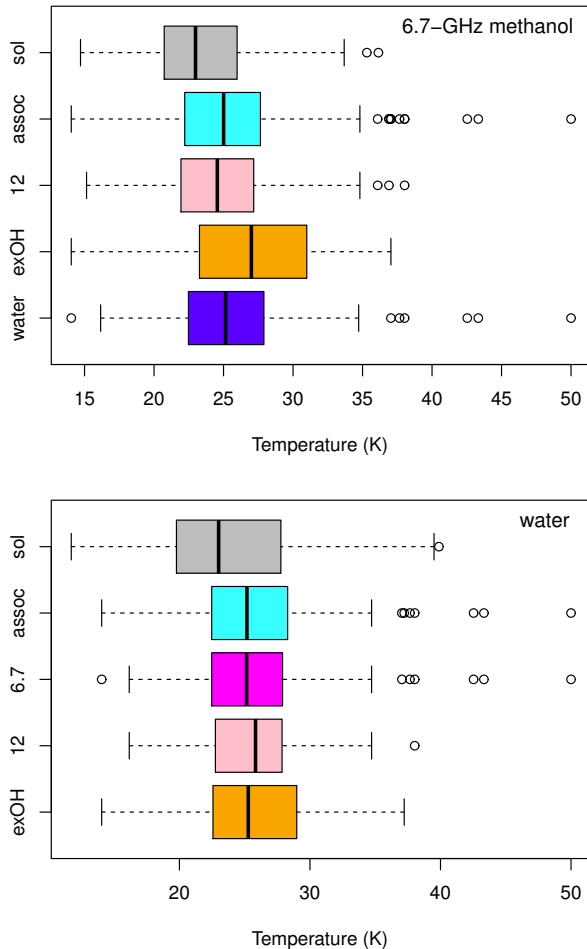 6.7−GHz methanol
sol
assoc
12
exOH
water
15 20 25 30 35 40 45 50
Temperature (K)
water
sol
assoc
6.7
12
exOH
20 30 40 50
Temperature (K)